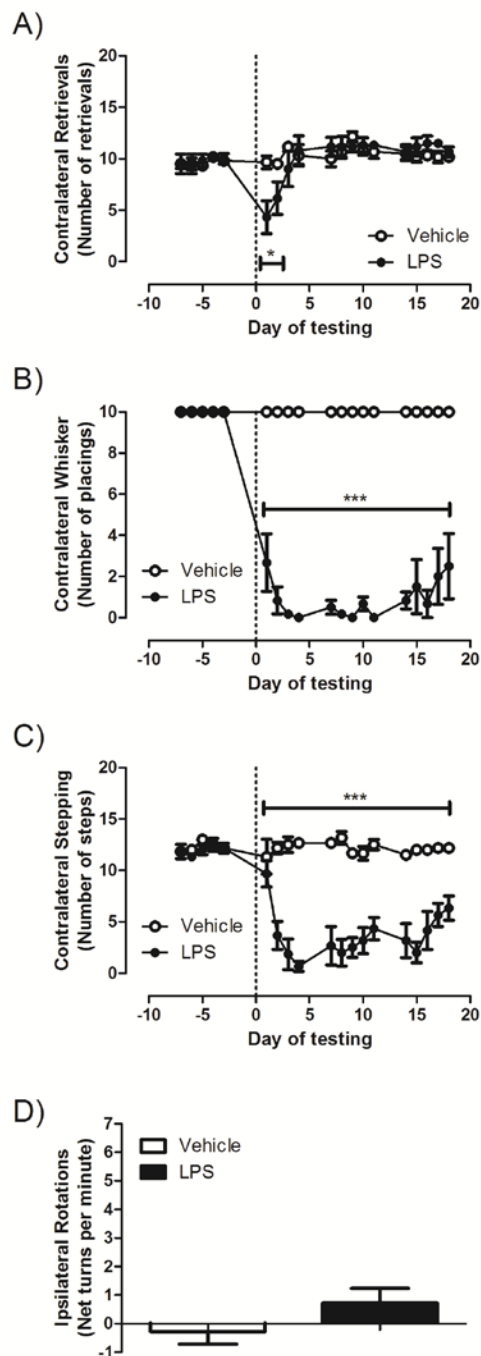 A)
Contralateral Retrievals
(Number of retrievals)
20
15
10
5
0
Vehicle
LPS
*
-10 -5 0 5 10 15 20
Day of testing
B)
Contralateral Whisker
(Number of placings)
10
8
6
4
2
0
***
Vehicle
LPS
-10 -5 0 5 10 15 20
Day of testing
C)
Contralateral Stepping
(Number of steps)
20
15
10
5
0
***
Vehicle
LPS
-10 -5 0 5 10 15 20
Day of testing
D)
Ipsilateral Rotations
(Net turns per minute)
7
6
5
4
3
2
1
0
-1
Vehicle
LPS